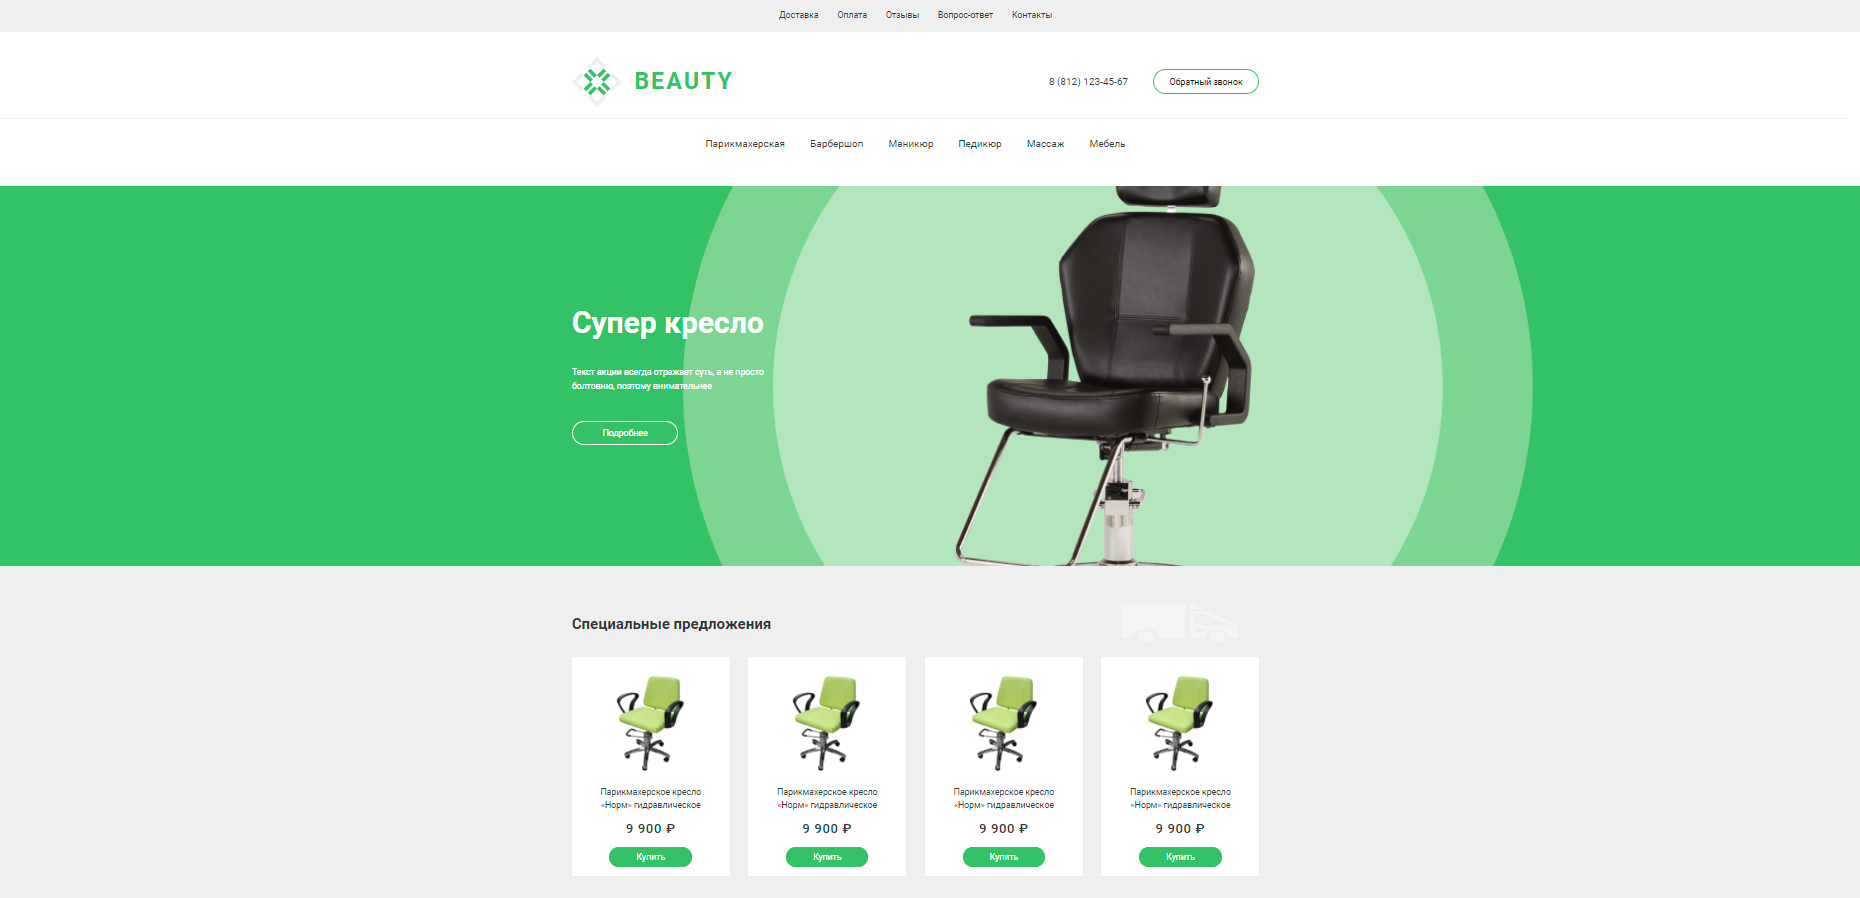 Доставка Оплата Отзывы Вопрос-ответ Контакты
BEAUTY 8 (812) 123-45-67 Обратный звонок
Парикмахерская Барбершоп Маникюр Педикюр Массаж Мебель
Супер кресло
Текст акции всегда отражает суть, а не просто
болтовню, поэтому внимательнее
Подробнее
Специальные предложения
Парикмахерское кресло
«Норм» гидравлическое
9 900 ₽
Купить
Парикмахерское кресло
«Норм» гидравлическое
9 900 ₽
Купить
Парикмахерское кресло
«Норм» гидравлическое
9 900 ₽
Купить
Парикмахерское кресло
«Норм» гидравлическое
9 900 ₽
Купить